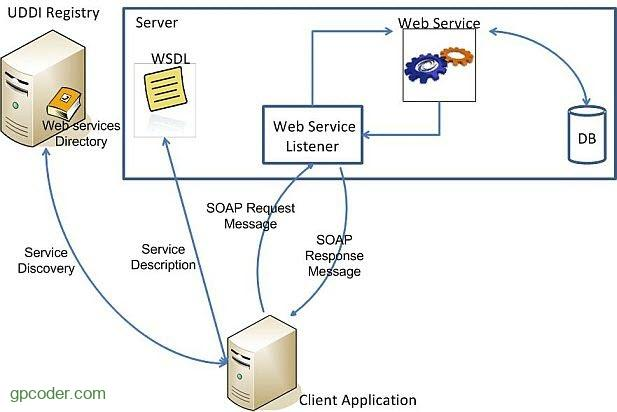 UDDI Registry
Web services
Directory
Server
WSDL
Web Service
Web Service
Listener
DB
SOAP Request
Message
SOAP
Response
Message
Service
Discovery
Service
Description
Client Application
gpcoder.com